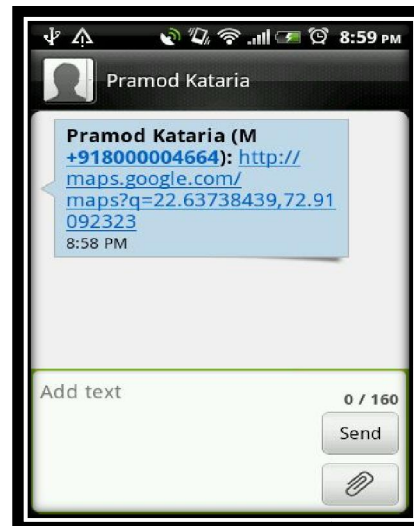 8:59 PM
Pramod Kataria
Pramod Kataria (M
+918000004664): http://
maps.google.com/
maps?q=22.63738439,72.91
092323
8:58 PM
Add text
0 / 160
Send